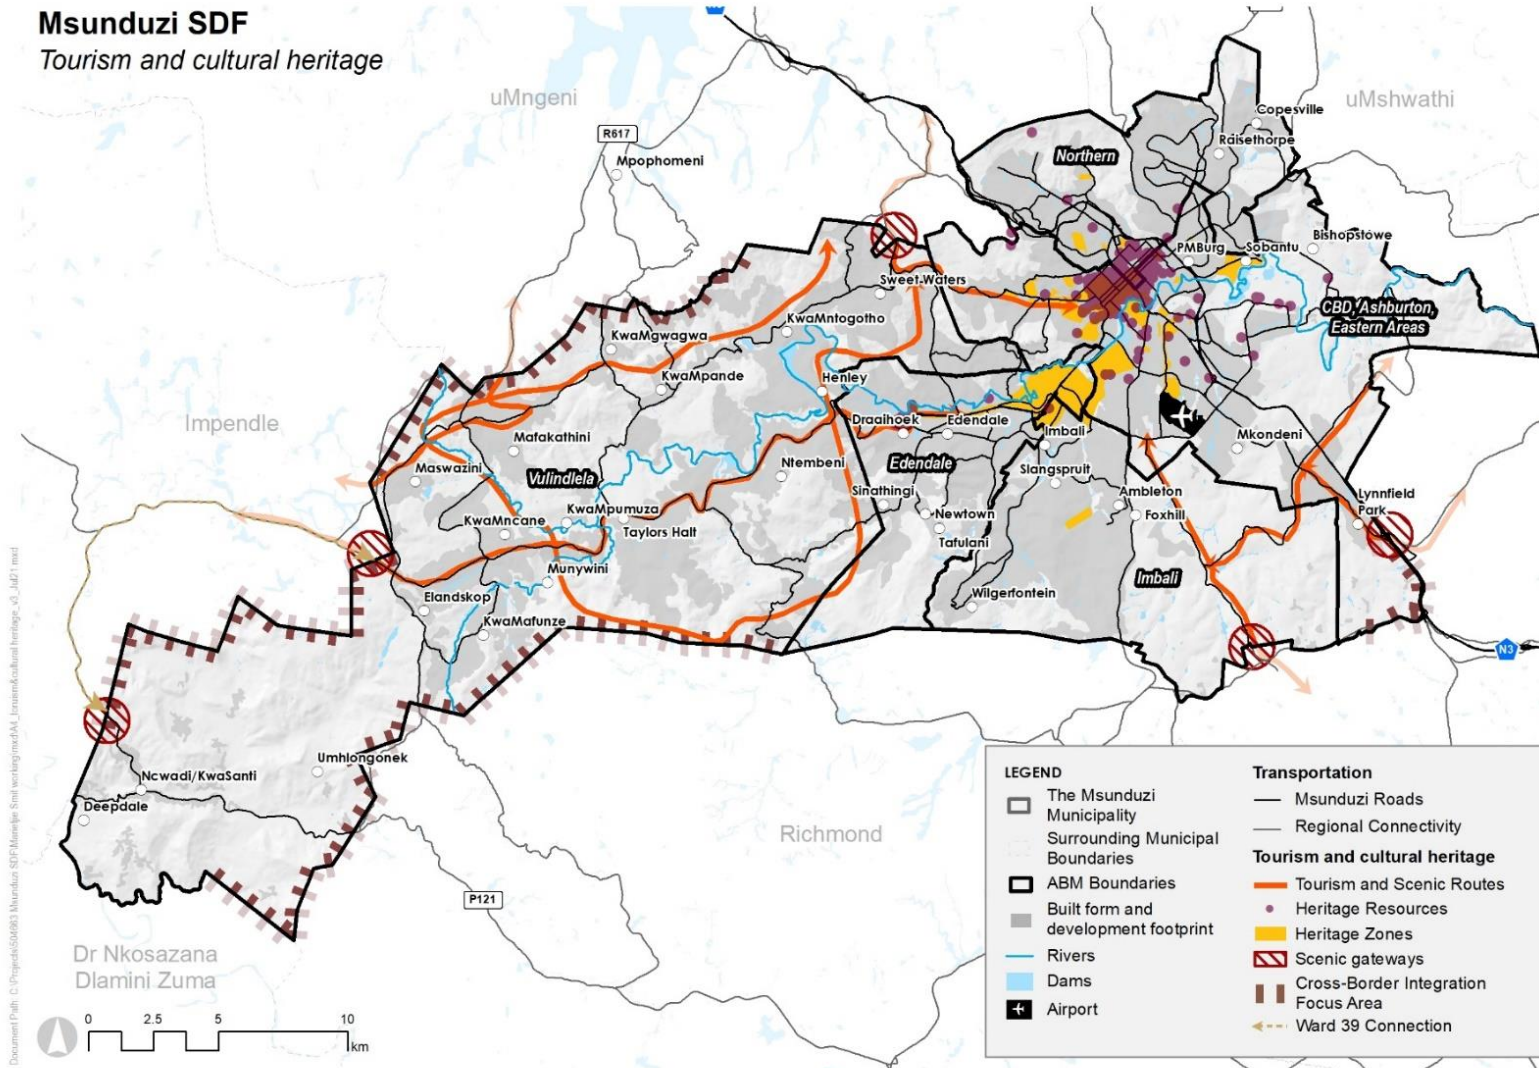 Msunduzi SDF
Tourism and cultural heritage
uMngeni
uMshwathi
Copesville
Raisethorpe
R617
Mpophomeni
Northern
Bishopstowe
PMBurg
Sobantu
Sweet Waters
CBD, Ashburton,
Eastern Areas
KwaMntogotho
KwaMgwagwa
KwaMpande
Henley
Impendle
Draaihoek
Edendale
Imbali
Mkondeni
Mafakathini
Maswazini
Vulindlela
Ntembeni
Edendale
Slangspruit
Sinathingi
Ambleton
Lynnfield
Park
KwaMncane
KwaMpumuza
Taylors Halt
Newtown
Foxhill
Tafulani
Munywini
Imbali
Elandskop
Wilgerfontein
KwaMafunze
N3
Umhlongonek
Ncwadi/KwaSanti
Deepdale
Richmond
P121
Dr Nkosazana
Dlamini Zuma
0 2.5 5 10
km
LEGEND
The Msunduzi
Municipality
Surrounding Municipal
Boundaries
ABM Boundaries
Built form and
development footprint
Rivers
Dams
Airport
Transportation
Msunduzi Roads
Regional Connectivity
Tourism and cultural heritage
Tourism and Scenic Routes
Heritage Resources
Heritage Zones
Scenic gateways
Cross-Border Integration
Focus Area
Ward 39 Connection